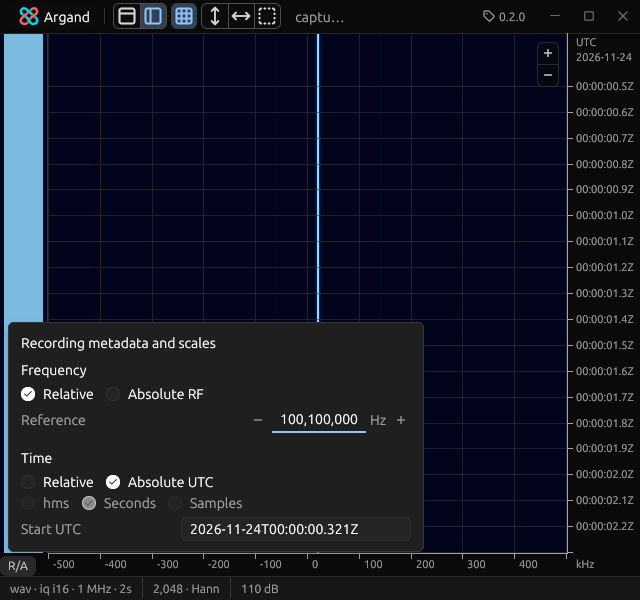 Argand captu… 0.2.0
UTC
2026-11-24
+
−
00:00:00.5Z
00:00:00.6Z
00:00:00.7Z
00:00:00.8Z
00:00:00.9Z
00:00:01.0Z
00:00:01.1Z
00:00:01.2Z
00:00:01.3Z
00:00:01.4Z
00:00:01.5Z
00:00:01.6Z
00:00:01.7Z
00:00:01.8Z
00:00:01.9Z
00:00:02.0Z
00:00:02.1Z
00:00:02.2Z
Recording metadata and scales
Frequency
Relative Absolute RF
Reference − 100,100,000 Hz +
Time
Relative Absolute UTC
hms Seconds Samples
Start UTC 2026-11-24T00:00:00.321Z
R/A -500 -400 -300 -200 -100 0 100 200 300 400 kHz
wav · iq i16 · 1 MHz · 2s 2,048 · Hann 110 dB